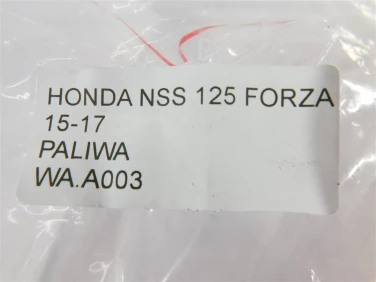 HONDA NSS 125 FORZA
15-17
PALIWA
WA.A003